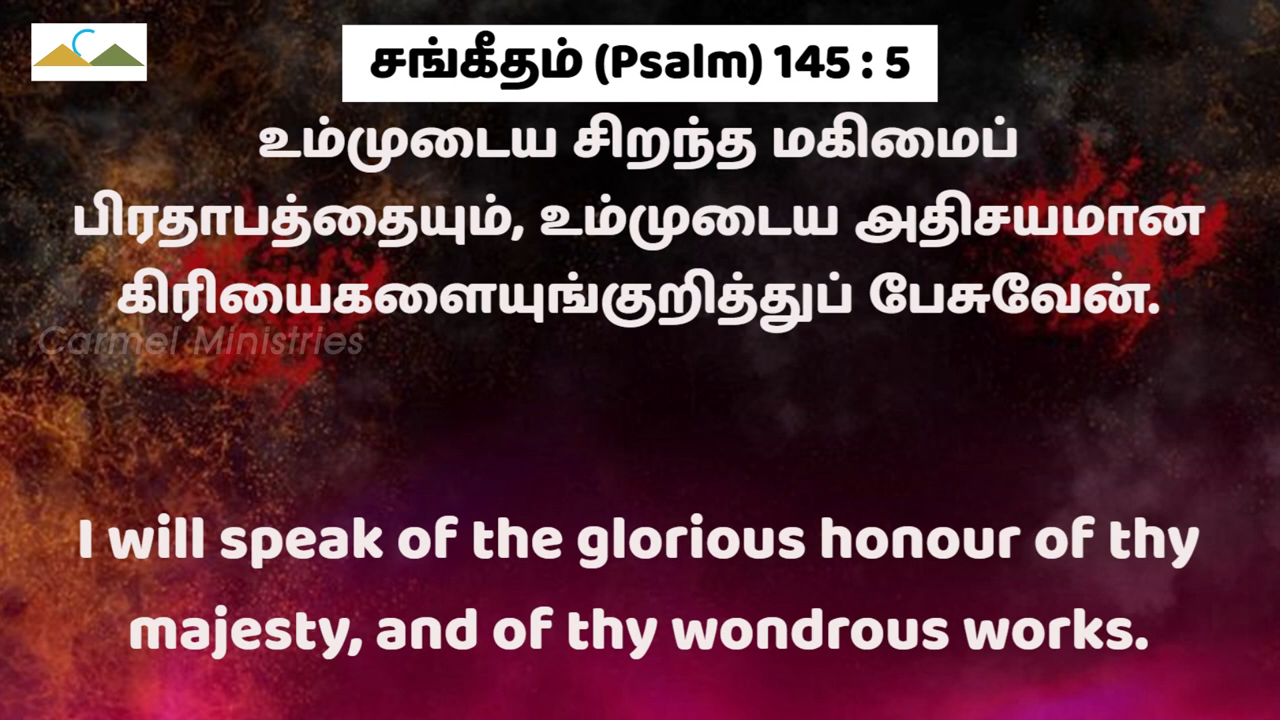 சங்கீதம் (Psalm) 145 : 5
உம்முடைய சிறந்த மகிமைப்
பிரதாபத்தையும், உம்முடைய அதிசயமான
கிரியைகளையுங்குறித்துப் பேசுவேன்.
Carmel Ministries
I will speak of the glorious honour of thy
majesty, and of thy wondrous works.